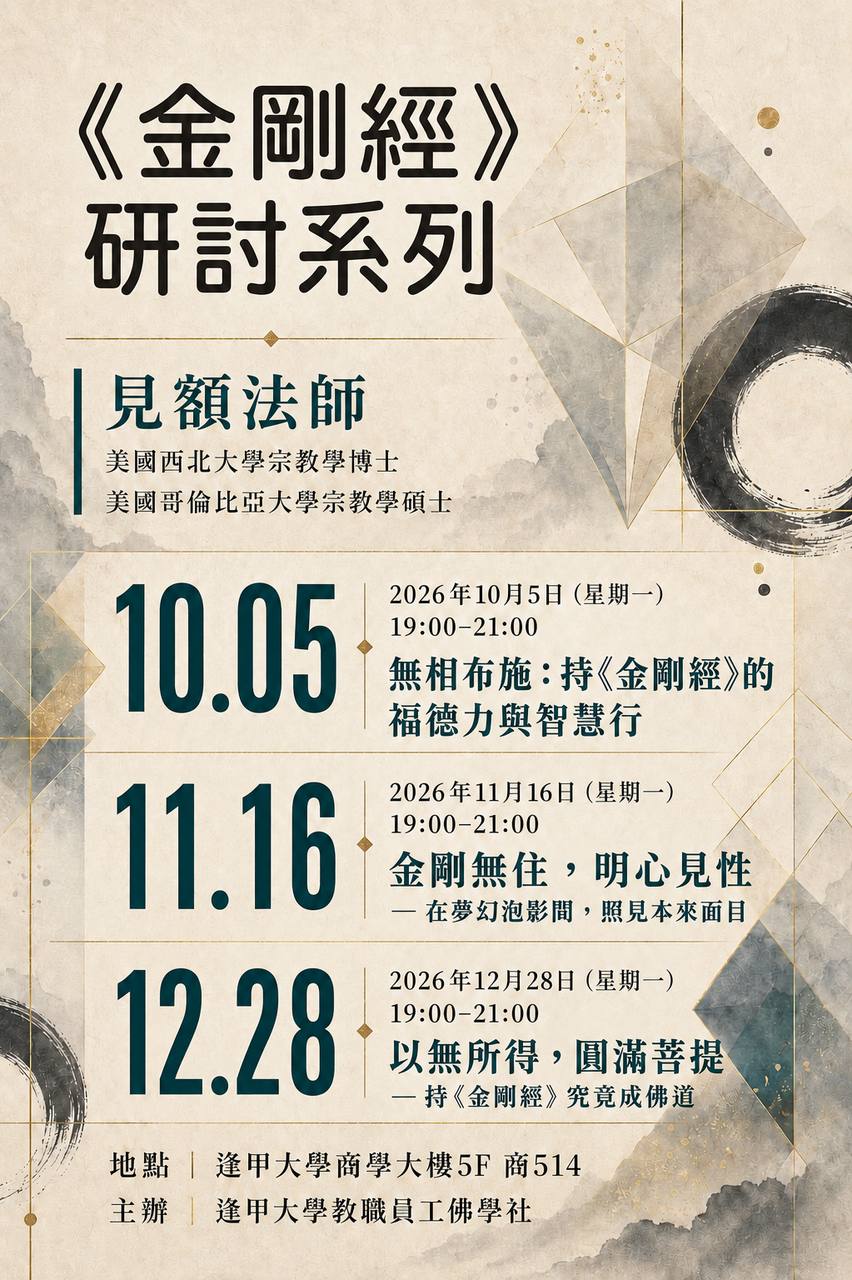 《金剛經》
研討系列
見額法師
美國西北大學宗教學博士
美國哥倫比亞大學宗教學碩士
10.05
2026年10月5日（星期一）
19:00–21:00
無相布施：持《金剛經》的
福德力與智慧行
11.16
2026年11月16日（星期一）
19:00–21:00
金剛無住，明心見性
— 在夢幻泡影間，照見本來面目
12.28
2026年12月28日（星期一）
19:00–21:00
以無所得，圓滿菩提
— 持《金剛經》究竟成佛道
地點｜逢甲大學商學大樓5F 商514
主辦｜逢甲大學教職員工佛學社